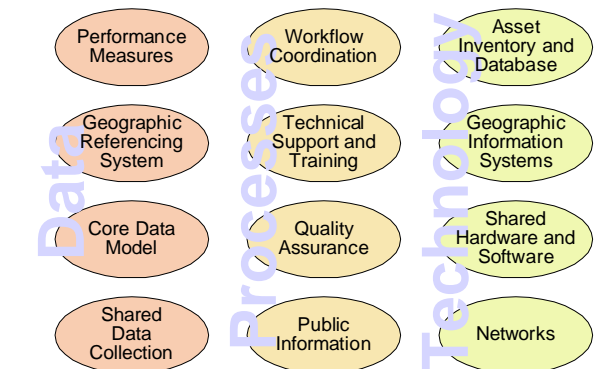 Data
Performance
Measures
Geographic
Referencing
System
Core Data
Model
Shared
Data
Collection
Processes
Workflow
Coordination
Technical
Support and
Training
Quality
Assurance
Public
Information
Technology
Asset
Inventory and
Database
Geographic
Information
Systems
Shared
Hardware and
Software
Networks